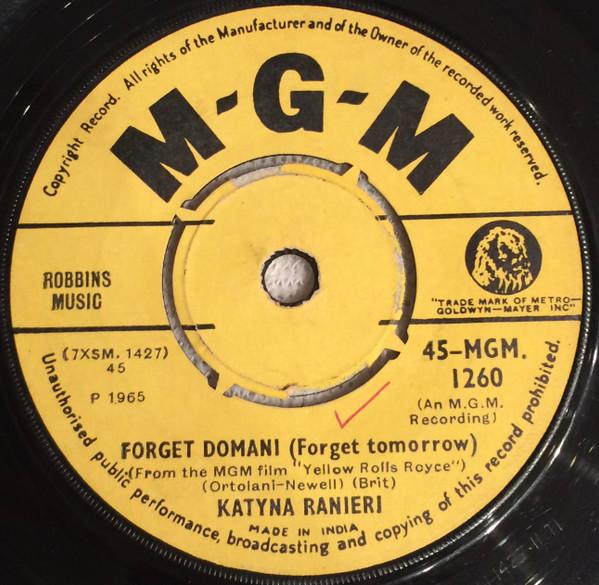 Copyright Record. All rights of the Manufacturer and of the Owner of the recorded work reserved.
M-G-M
ROBBINS
MUSIC
"TRADE MARK OF METRO-
GOLDWYN-MAYER INC"
(7XSM. 1427)
45
P 1965
45-MGM.
1260
(An M.G.M.
Recording)
FORGET DOMANI (Forget tomorrow)
(From the MGM film "Yellow Rolls Royce")
(Ortolani-Newell) (Brit)
KATYNA RANIERI
MADE IN INDIA
Unauthorised public performance, broadcasting and copying of this record prohibited.